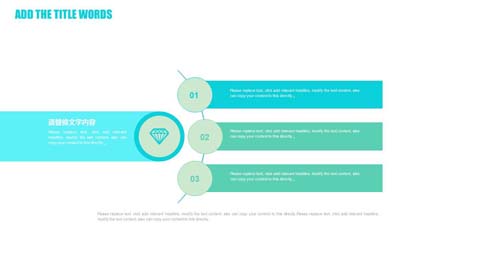 ADD THE TITLE WORDS
01
Please replace text, click add relevant headline, modify the text content, also
can copy your content to this directly.
请替换文字内容
Please replace text, click add relevant
headline, modify the text content, also
can copy your content to this directly.
02
Please replace text, click add relevant headline, modify the text content, also
can copy your content to this directly.
03
Please replace text, click add relevant headline, modify the text content, also
can copy your content to this directly.
Please replace text, click add relevant headline, modify the text content, also can copy your content to this directly.Please replace text, click add relevant headline,
modify the text content, also can copy your content to this directly.